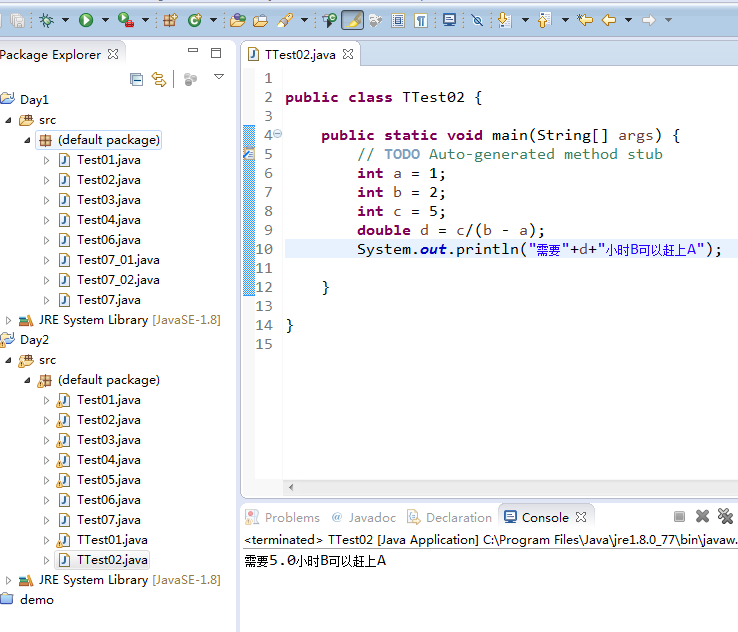 Package Explorer
Day1
src
(default package)
Test01.java
Test02.java
Test03.java
Test04.java
Test06.java
Test07_01.java
Test07_02.java
Test07.java
JRE System Library [JavaSE-1.8]
Day2
src
(default package)
Test01.java
Test02.java
Test03.java
Test04.java
Test05.java
Test06.java
Test07.java
TTest01.java
TTest02.java
JRE System Library [JavaSE-1.8]
demo
TTest02.java
1
2 public class TTest02 {
3
4 public static void main(String[] args) {
5 // TODO Auto-generated method stub
6 int a = 1;
7 int b = 2;
8 int c = 5;
9 double d = c/(b - a);
10 System.out.println("需要"+d+"小时B可以赶上A");
11
12 }
13
14 }
15
Problems @ Javadoc Declaration Console
<terminated> TTest02 [Java Application] C:\Program Files\Java\jre1.8.0_77\bin\javaw.
需要5.0小时B可以赶上A